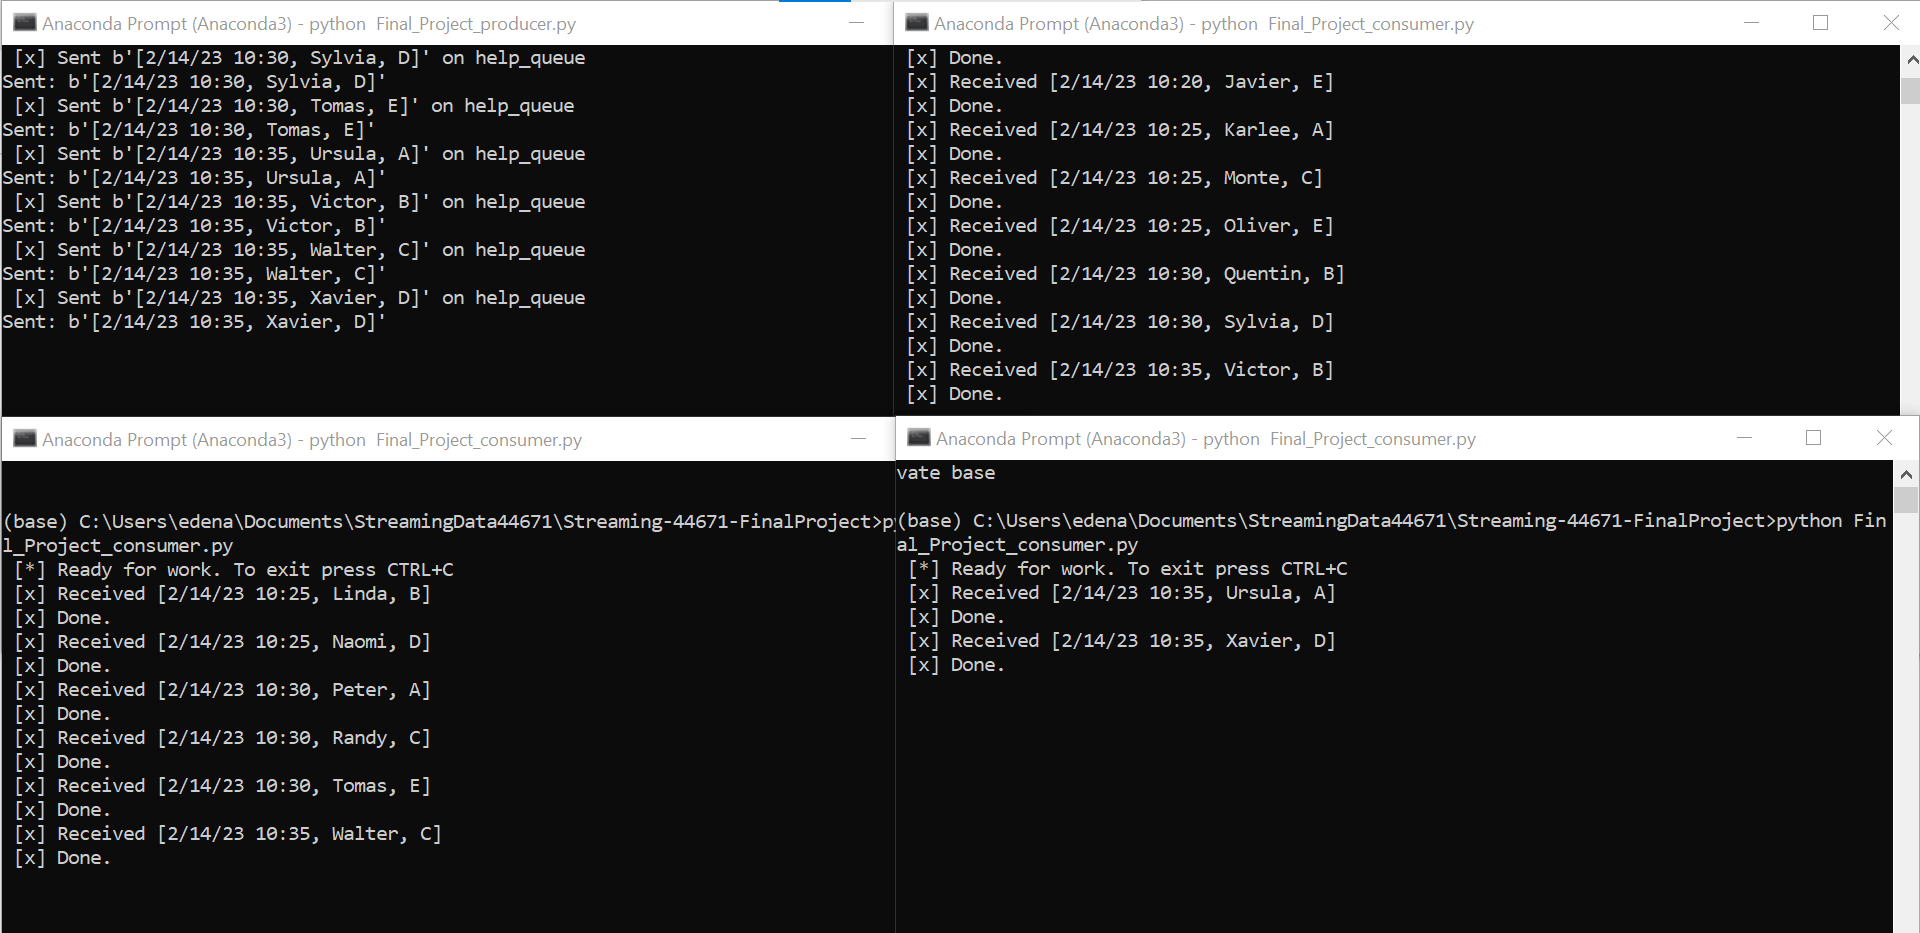 Anaconda Prompt (Anaconda3) - python  Final_Project_producer.py
[x] Sent b'[2/14/23 10:30, Sylvia, D]' on help_queue
Sent: b'[2/14/23 10:30, Sylvia, D]'
[x] Sent b'[2/14/23 10:30, Tomas, E]' on help_queue
Sent: b'[2/14/23 10:30, Tomas, E]'
[x] Sent b'[2/14/23 10:35, Ursula, A]' on help_queue
Sent: b'[2/14/23 10:35, Ursula, A]'
[x] Sent b'[2/14/23 10:35, Victor, B]' on help_queue
Sent: b'[2/14/23 10:35, Victor, B]'
[x] Sent b'[2/14/23 10:35, Walter, C]' on help_queue
Sent: b'[2/14/23 10:35, Walter, C]'
[x] Sent b'[2/14/23 10:35, Xavier, D]' on help_queue
Sent: b'[2/14/23 10:35, Xavier, D]'
Anaconda Prompt (Anaconda3) - python  Final_Project_consumer.py
[x] Done.
[x] Received [2/14/23 10:20, Javier, E]
[x] Done.
[x] Received [2/14/23 10:25, Karlee, A]
[x] Done.
[x] Received [2/14/23 10:25, Monte, C]
[x] Done.
[x] Received [2/14/23 10:25, Oliver, E]
[x] Done.
[x] Received [2/14/23 10:30, Quentin, B]
[x] Done.
[x] Received [2/14/23 10:30, Sylvia, D]
[x] Done.
[x] Received [2/14/23 10:35, Victor, B]
[x] Done.
Anaconda Prompt (Anaconda3) - python  Final_Project_consumer.py
(base) C:\Users\edena\Documents\StreamingData44671\Streaming-44671-FinalProject>py
l_Project_consumer.py
[*] Ready for work. To exit press CTRL+C
[x] Received [2/14/23 10:25, Linda, B]
[x] Done.
[x] Received [2/14/23 10:25, Naomi, D]
[x] Done.
[x] Received [2/14/23 10:30, Peter, A]
[x] Done.
[x] Received [2/14/23 10:30, Randy, C]
[x] Done.
[x] Received [2/14/23 10:30, Tomas, E]
[x] Done.
[x] Received [2/14/23 10:35, Walter, C]
[x] Done.
Anaconda Prompt (Anaconda3) - python  Final_Project_consumer.py
vate base
(base) C:\Users\edena\Documents\StreamingData44671\Streaming-44671-FinalProject>python Fin
al_Project_consumer.py
[*] Ready for work. To exit press CTRL+C
[x] Received [2/14/23 10:35, Ursula, A]
[x] Done.
[x] Received [2/14/23 10:35, Xavier, D]
[x] Done.